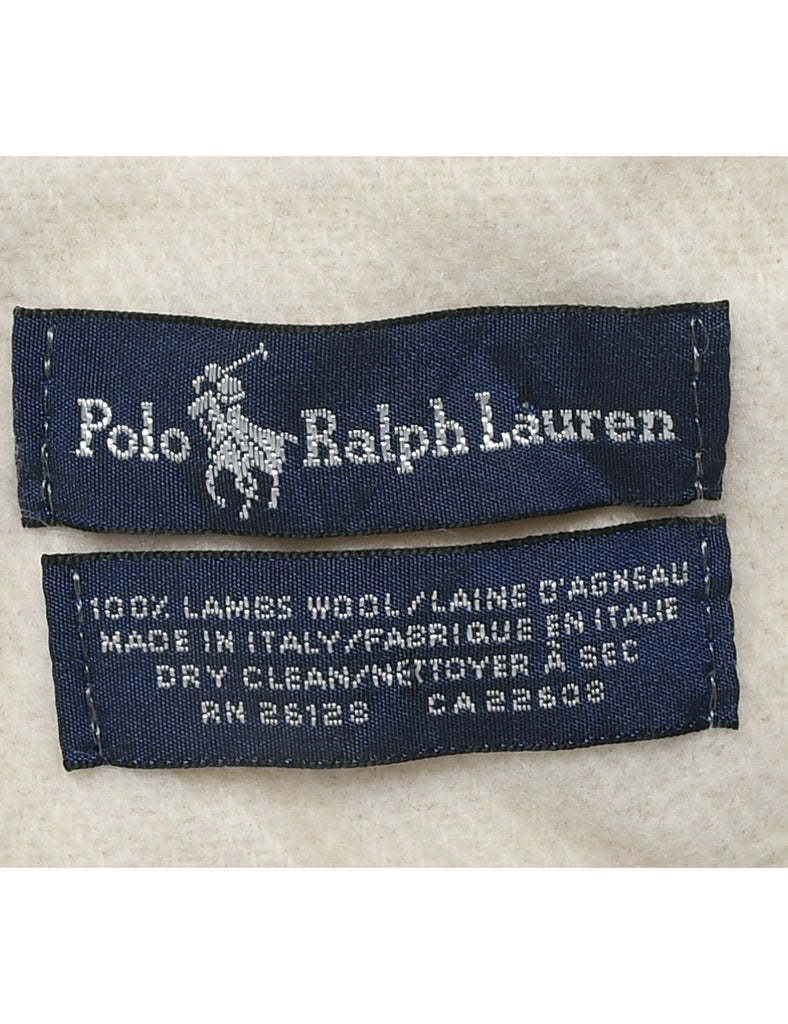 Polo Ralph Lauren
100% LAMBS WOOL/LAINE D'AGNEAU
MADE IN ITALY/FABRIQUE EN ITALIE
DRY CLEAN/NETTOYER À SEC
RN 26128 CA 22608